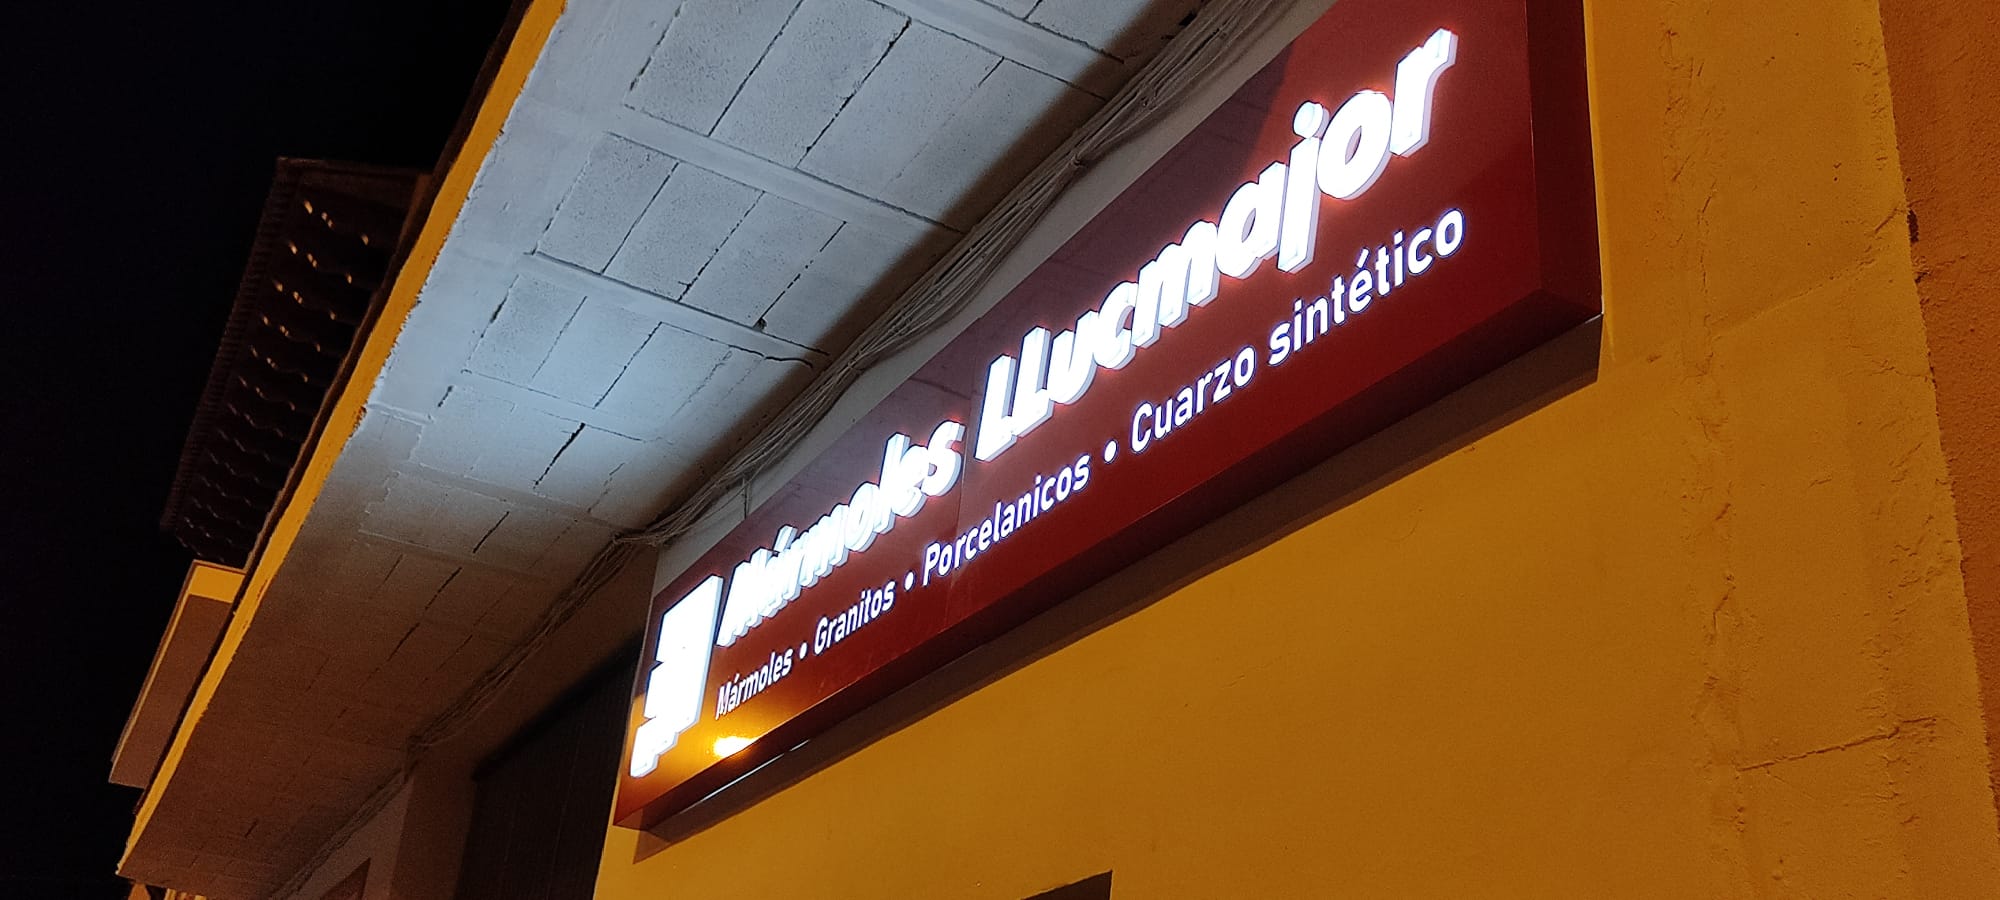 Mármoles LLucmajor
Mármoles • Granitos • Porcelanicos • Cuarzo sintético